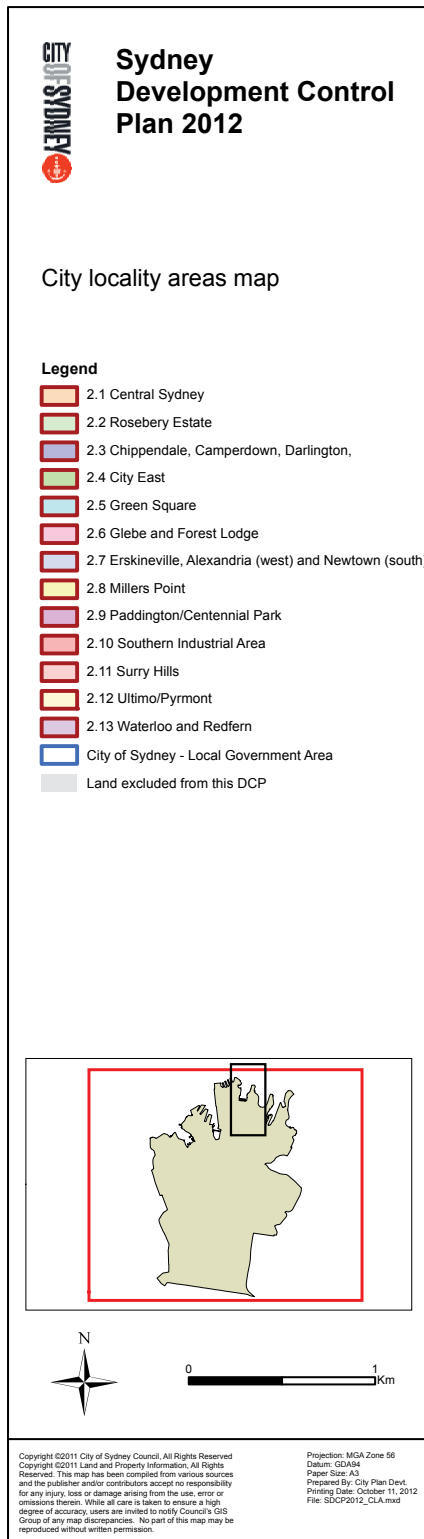 CITY OF SYDNEY
Sydney
Development Control
Plan 2012
City locality areas map
Legend
2.1 Central Sydney
2.2 Rosebery Estate
2.3 Chippendale, Camperdown, Darlington,
2.4 City East
2.5 Green Square
2.6 Glebe and Forest Lodge
2.7 Erskineville, Alexandria (west) and Newtown (south)
2.8 Millers Point
2.9 Paddington/Centennial Park
2.10 Southern Industrial Area
2.11 Surry Hills
2.12 Ultimo/Pyrmont
2.13 Waterloo and Redfern
City of Sydney - Local Government Area
Land excluded from this DCP
N
0 1
Km
Copyright ©2011 City of Sydney Council, All Rights Reserved
Copyright ©2011 Land and Property Information, All Rights
Reserved. This map has been compiled from various sources
and the publisher and/or contributors accept no responsibility
for any injury, loss or damage arising from the use, error or
omissions therein. While all care is taken to ensure a high
degree of accuracy, users are invited to notify Council's GIS
Group of any map discrepancies. No part of this map may be
reproduced without written permission.
Projection: MGA Zone 56
Datum: GDA94
Paper Size: A3
Prepared By: City Plan Devt.
Printing Date: October 11, 2012
File: SDCP2012_CLA.mxd